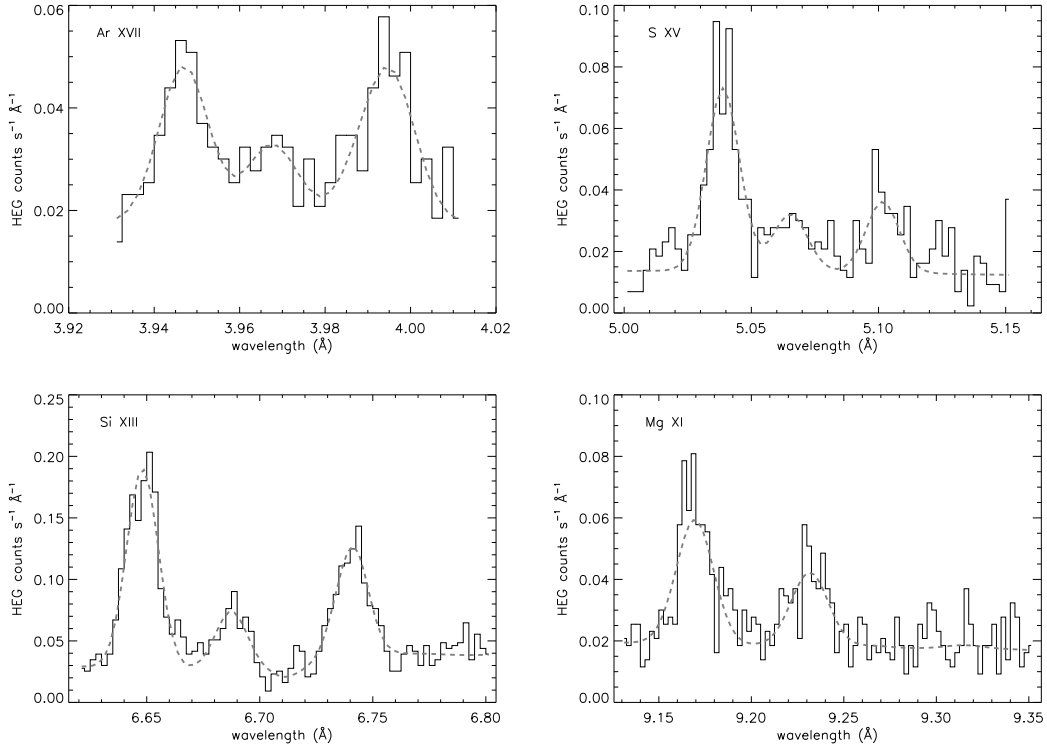 0.06
Ar XVII
0.04
0.02
0.00
HEG counts s⁻¹ Å⁻¹
3.92 3.94 3.96 3.98 4.00 4.02
wavelength (Å)
0.10
S XV
0.08
0.06
0.04
0.02
0.00
HEG counts s⁻¹ Å⁻¹
5.00 5.05 5.10 5.15
wavelength (Å)
0.25
Si XIII
0.20
0.15
0.10
0.05
0.00
HEG counts s⁻¹ Å⁻¹
6.65 6.70 6.75 6.80
wavelength (Å)
0.10
Mg XI
0.08
0.06
0.04
0.02
0.00
HEG counts s⁻¹ Å⁻¹
9.15 9.20 9.25 9.30 9.35
wavelength (Å)